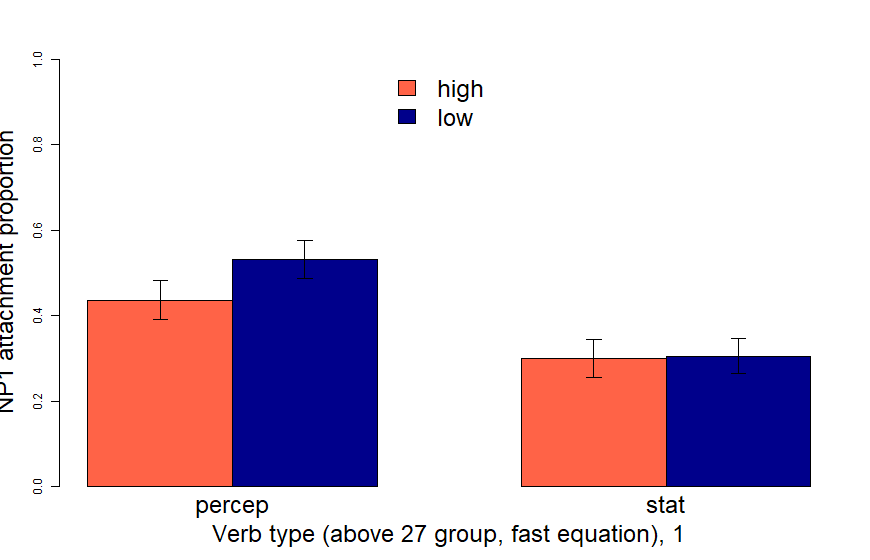 NP1 attachment proportion
1.0
0.8
0.6
0.4
0.2
0.0
high
low
percep
stat
Verb type (above 27 group, fast equation), 1